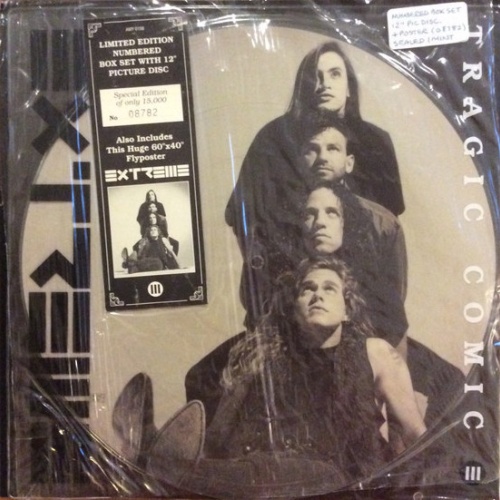 LIMITED EDITION
NUMBERED
BOX SET WITH 12"
PICTURE DISC
Special Edition
of only 15,000
No 08782
Also Includes
This Huge 60"x40"
Flyposter
EXTREME
III
NUMBERED BOX SET
12" PIC DISC
+ POSTER (08782)
SEALED
TRAGIC COMIC
III
EXTREME